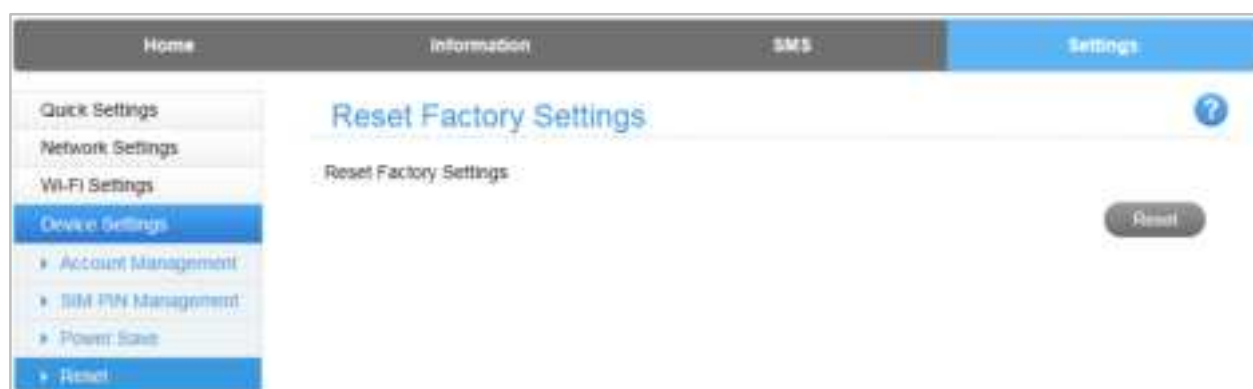 Home Information SMS Settings
Quick Settings
Network Settings
Wi-Fi Settings
Device Settings
Account Management
SIM PIN Management
Power Save
Reset
Reset Factory Settings
?
Reset Factory Settings
Reset